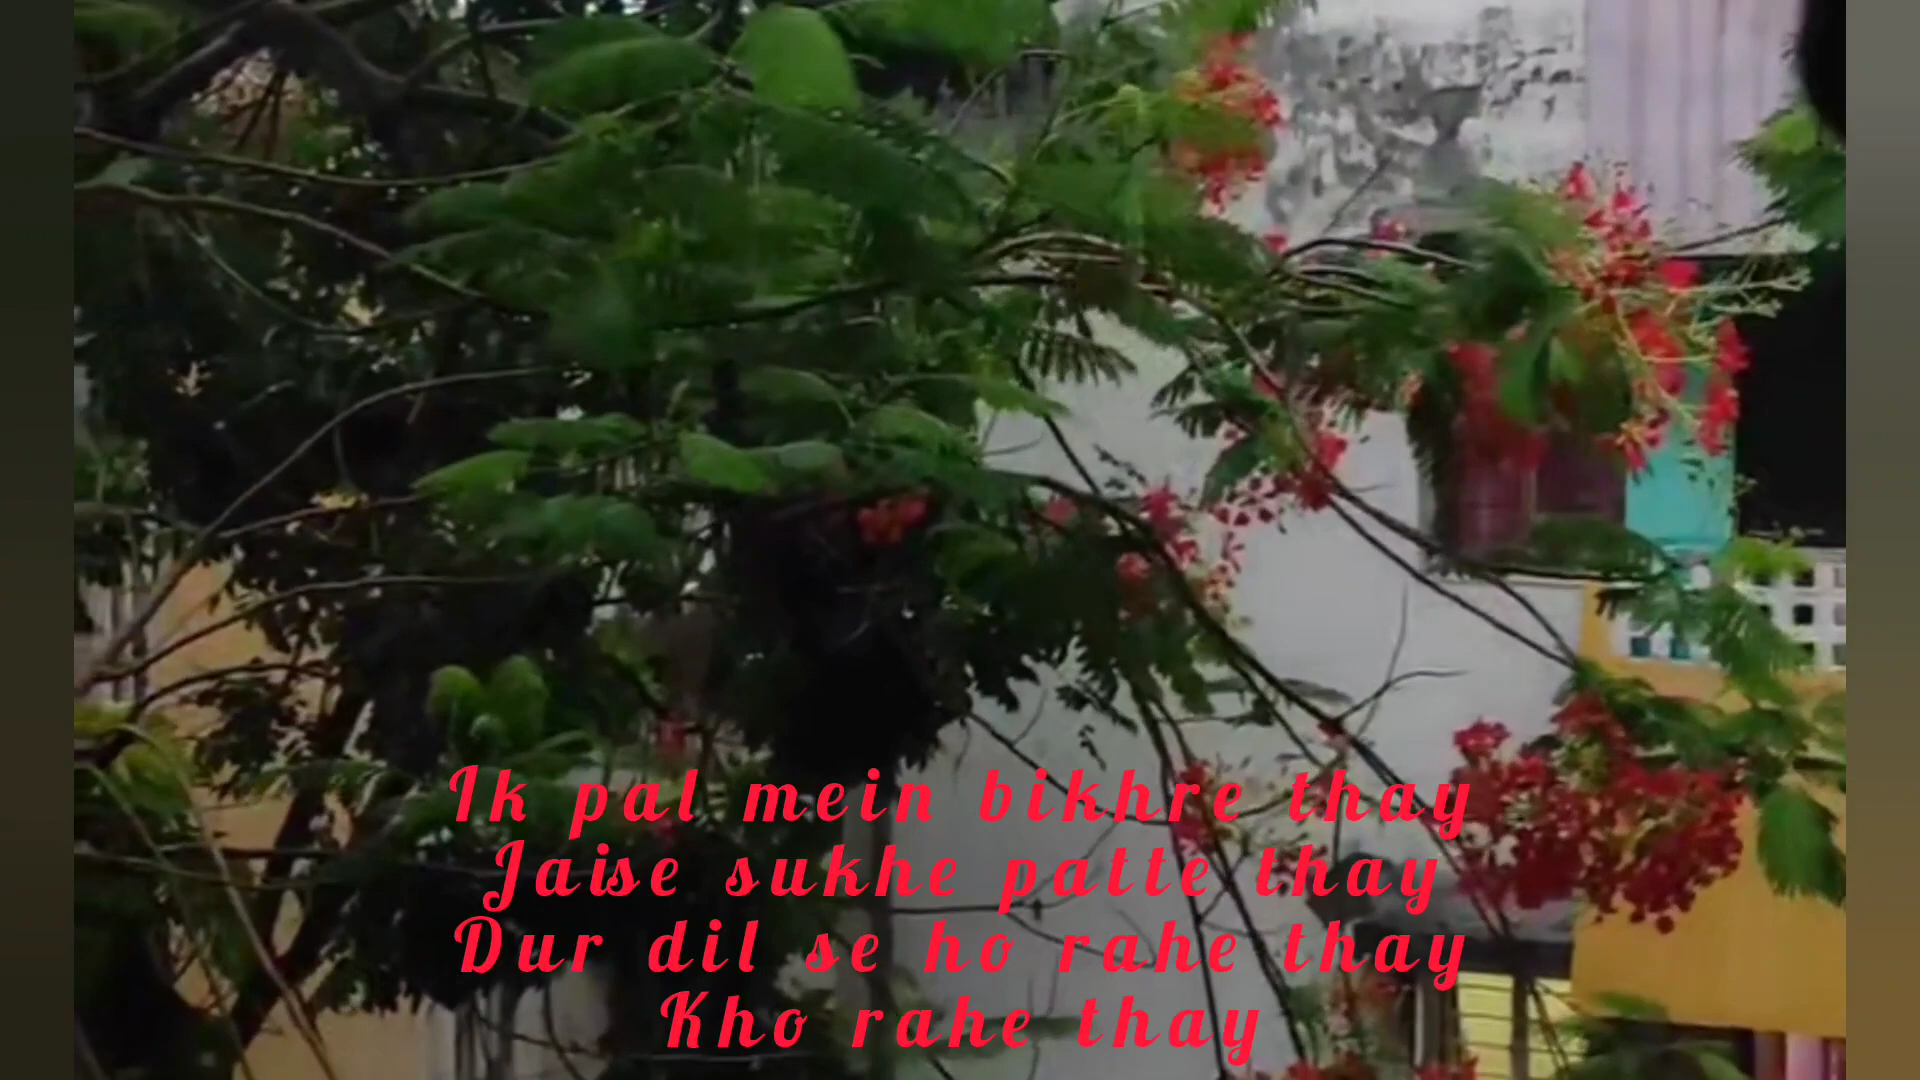 Ik pal mein bikhre thay
Jaise sukhe patte thay
Dur dil se ho rahe thay
Kho rahe thay